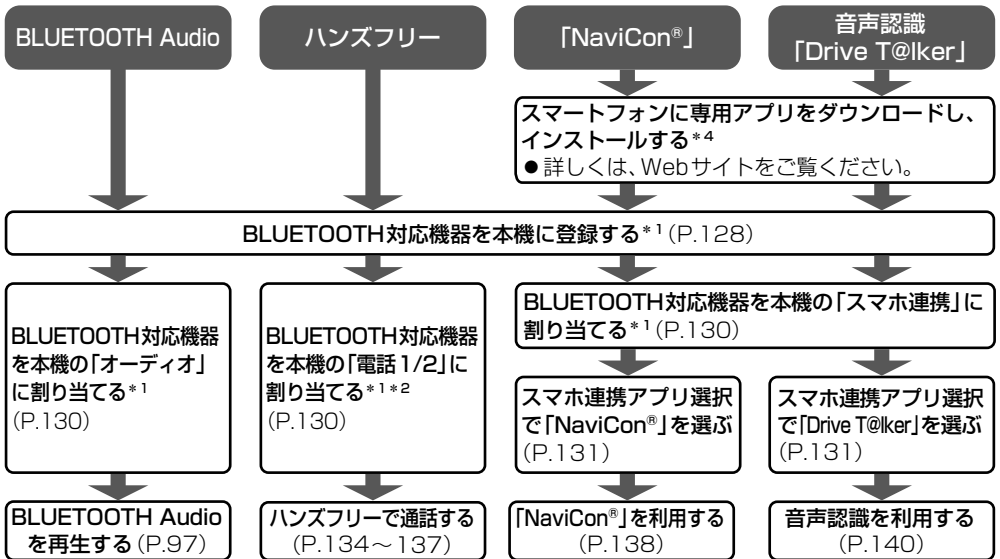 BLUETOOTH Audio
ハンズフリー
「NaviCon®」
音声認識
「Drive T@lker」
スマートフォンに専用アプリをダウンロードし、
インストールする*4
●詳しくは、Webサイトをご覧ください。
BLUETOOTH対応機器を本機に登録する*1(P.128)
BLUETOOTH対応機器
を本機の「オーディオ」
に割り当てる*1
(P.130)
BLUETOOTH対応機器
を本機の「電話1/2」に
割り当てる*1*2
(P.130)
BLUETOOTH対応機器を本機の「スマホ連携」に
割り当てる*1(P.130)
スマホ連携アプリ選択
で「NaviCon®」を選ぶ
(P.131)
スマホ連携アプリ選択
で「Drive T@lker」を選ぶ
(P.131)
BLUETOOTH Audio
を再生する(P.97)
ハンズフリーで通話する
(P.134～137)
「NaviCon®」を利用する
(P.138)
音声認識を利用する
(P.140)